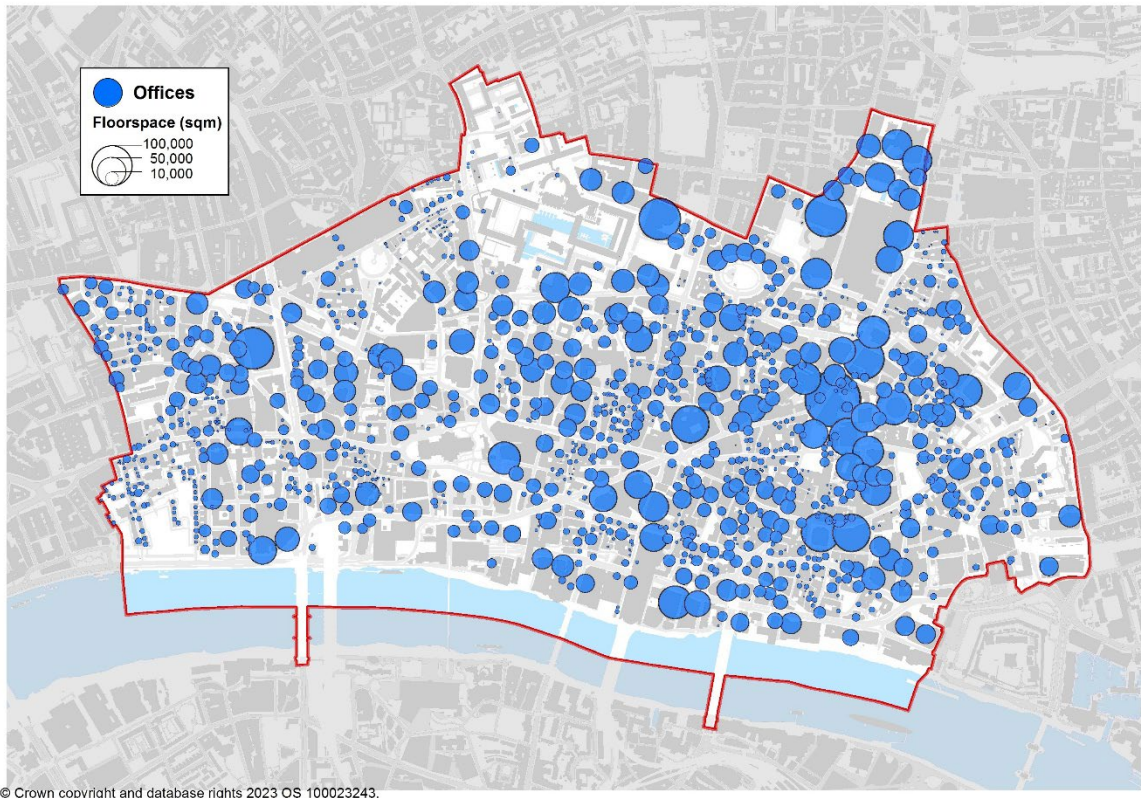 Offices
Floorspace (sqm)
100,000
50,000
10,000
© Crown copyright and database rights 2023 OS 100023243.